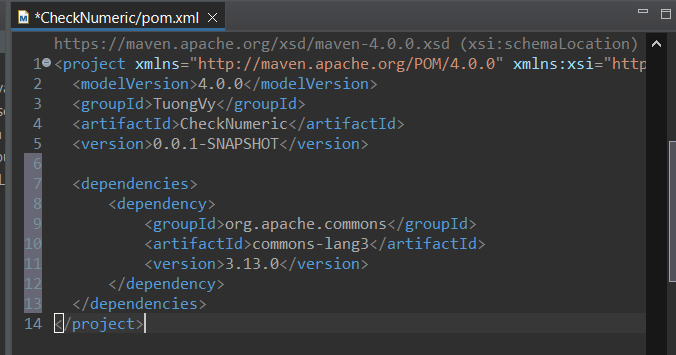 *CheckNumeric/pom.xml
https://maven.apache.org/xsd/maven-4.0.0.xsd (xsi:schemaLocation)
1 <project xmlns="http://maven.apache.org/POM/4.0.0" xmlns:xsi="http
2 <modelVersion>4.0.0</modelVersion>
3 <groupId>TuongVy</groupId>
4 <artifactId>CheckNumeric</artifactId>
5 <version>0.0.1-SNAPSHOT</version>
6
7 <dependencies>
8 <dependency>
9 <groupId>org.apache.commons</groupId>
10 <artifactId>commons-lang3</artifactId>
11 <version>3.13.0</version>
12 </dependency>
13 </dependencies>
14 </project>